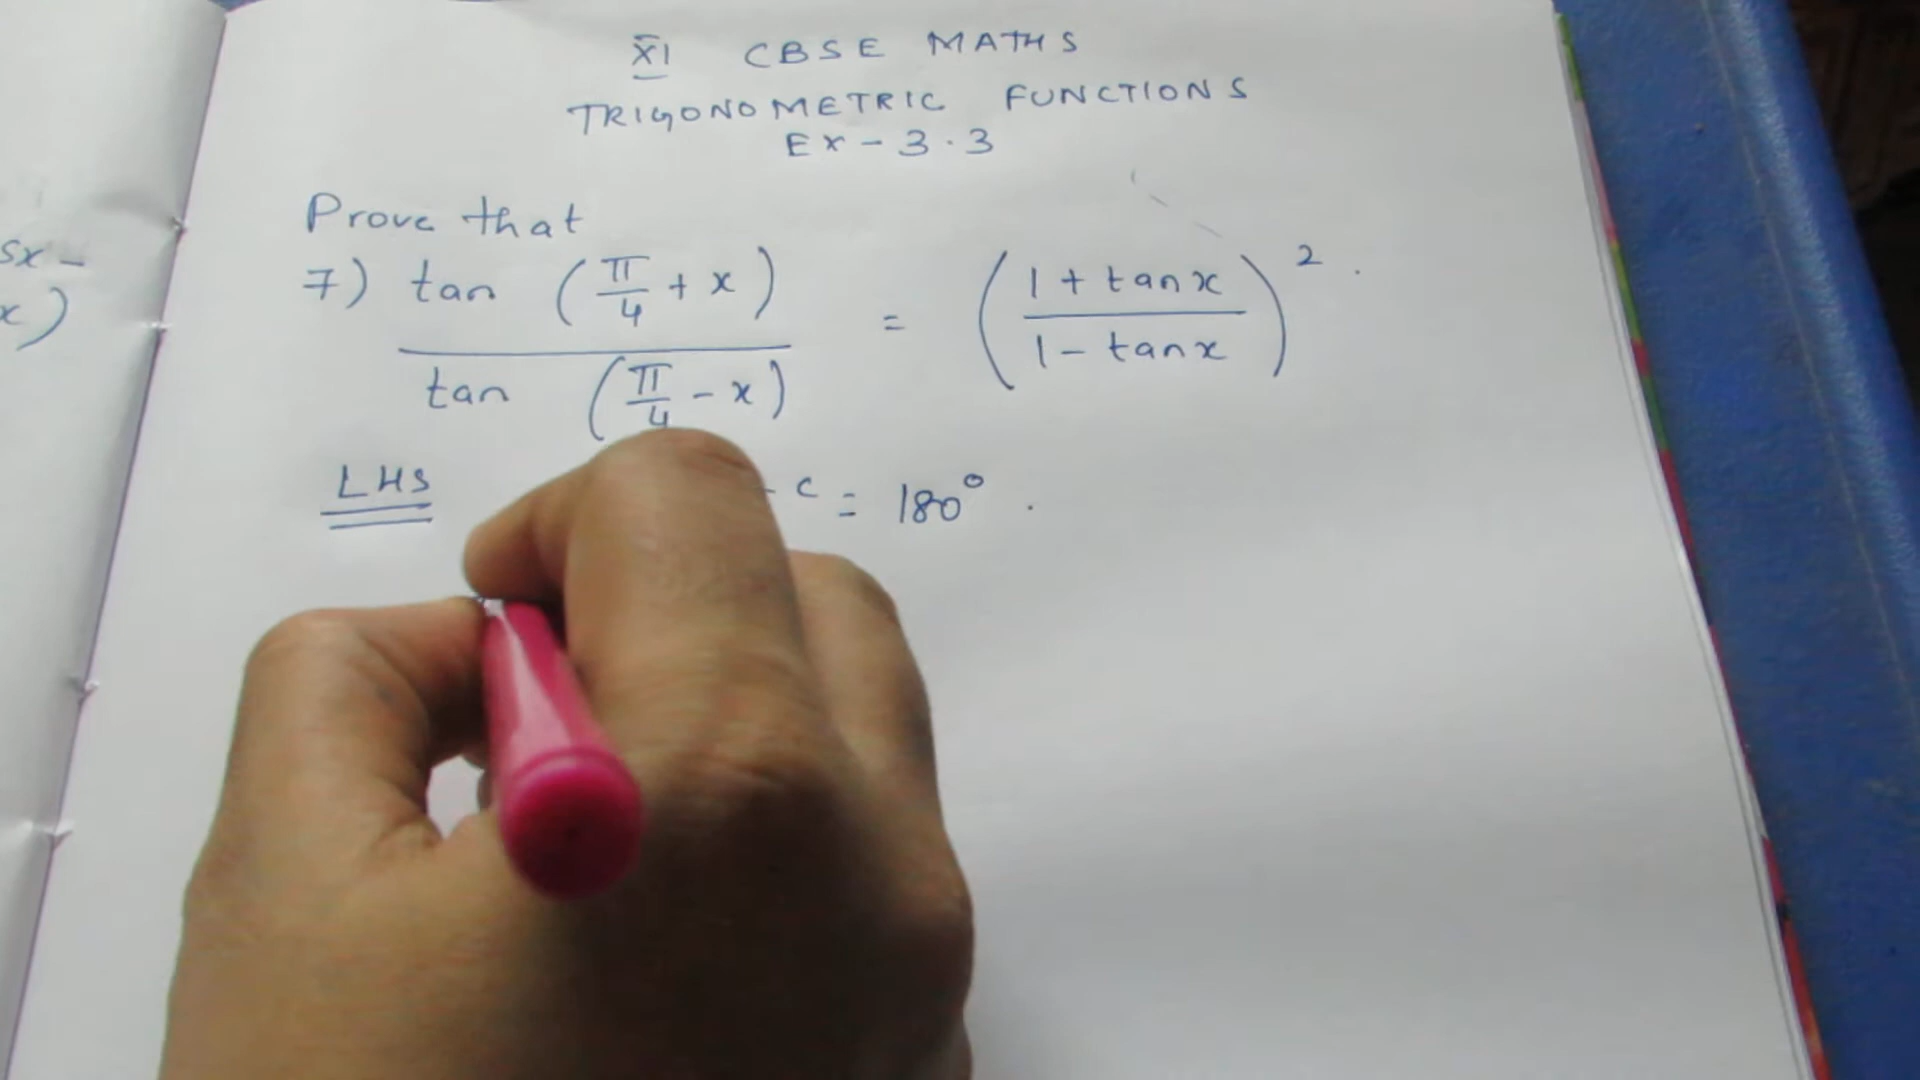 XI CBSE MATHS
TRIGONOMETRIC FUNCTIONS
Ex - 3.3
Prove that
7) tan (π/4 + x) / tan (π/4 - x) = ((1 + tan x) / (1 - tan x))² .
LHS c = 180° .
sx -
x)